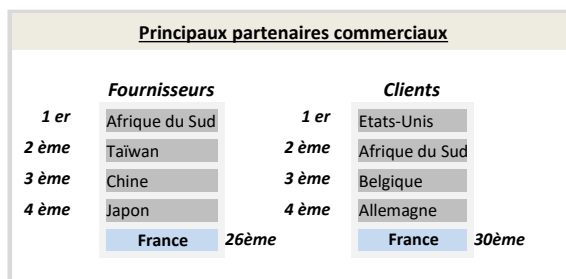 Principaux partenaires commerciaux
Fournisseurs Clients
1 er Afrique du Sud 1 er Etats-Unis
2 ème Taïwan 2 ème Afrique du Sud
3 ème Chine 3 ème Belgique
4 ème Japon 4 ème Allemagne
France 26ème France 30ème